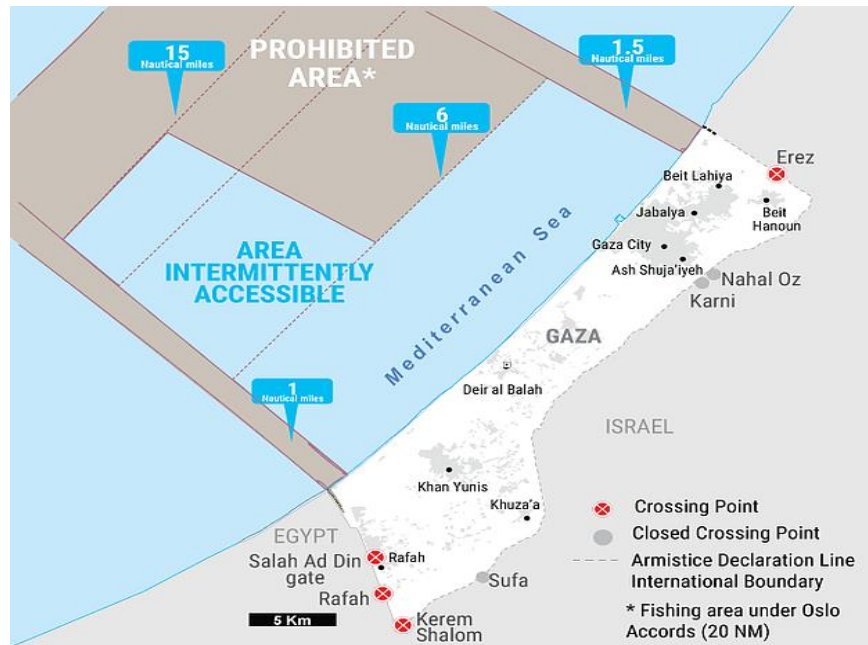 15
Nautical miles
PROHIBITED
AREA*
1.5
Nautical miles
6
Nautical miles
Erez
Beit Lahiya
Jabalya
Beit
Hanoun
Gaza City
Ash Shuja'iyeh
Nahal Oz
Karni
AREA
INTERMITTENTLY
ACCESSIBLE
Mediterranean Sea
GAZA
Deir al Balah
1
Nautical miles
ISRAEL
Khan Yunis
Khuza'a
EGYPT
Salah Ad Din
gate
Rafah
Rafah
Sufa
Kerem
Shalom
5 Km
Crossing Point
Closed Crossing Point
Armistice Declaration Line
International Boundary
* Fishing area under Oslo
Accords (20 NM)